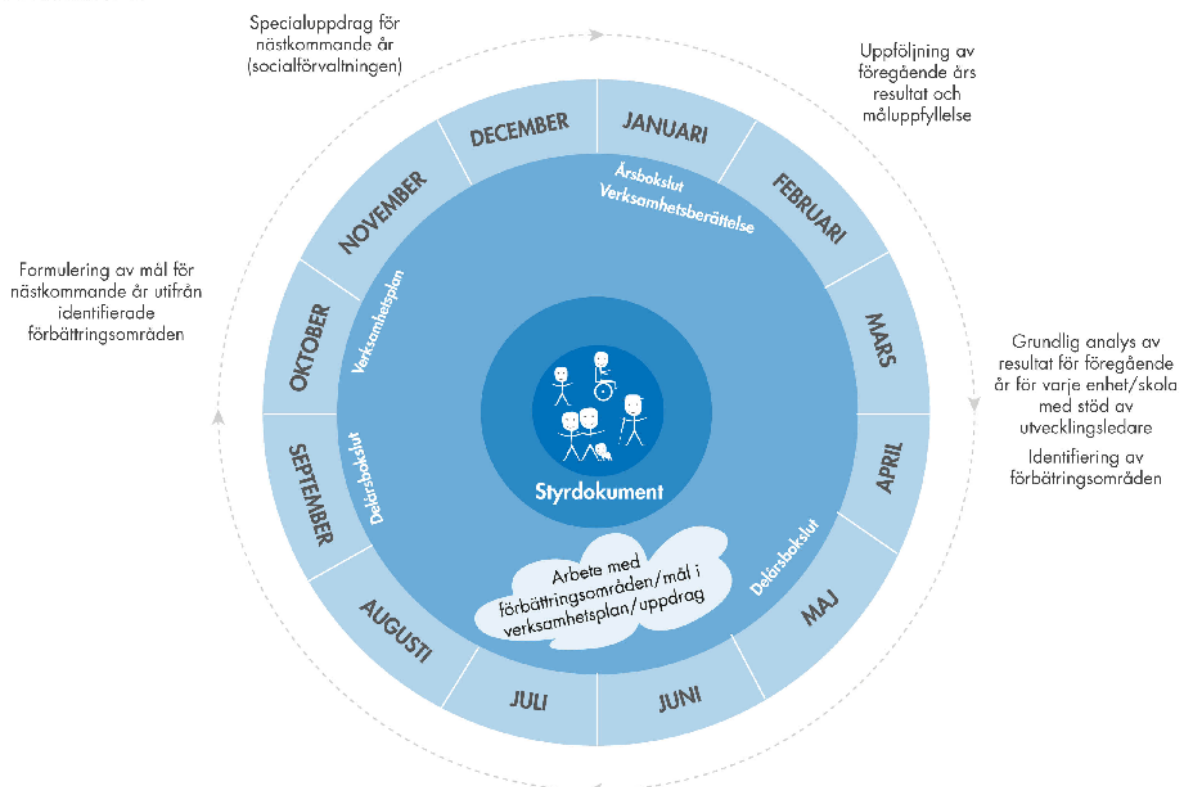 Specialuppdrag för
nästkommande år
(socialförvaltningen)
Uppföljning av
föregående års
resultat och
måluppfyllelse
DECEMBER
JANUARI
NOVEMBER
FEBRUARI
Årsbokslut
Verksamhetsberättelse
Formulering av mål för
nästkommande år utifrån
identifierade
förbättringsområden
OKTOBER
Verksamhetsplan
MARS
Grundlig analys av
resultat för föregående
år för varje enhet/skola
med stöd av
utvecklingsledare
Identifiering av
förbätringsområden
SEPTEMBER
Delårsbokslut
APRIL
Styrdokument
Delårsbokslut
Arbete med
förbättringsområden/mål i
verksamhetsplan/uppdrag
AUGUSTI
MAJ
JULI
JUNI